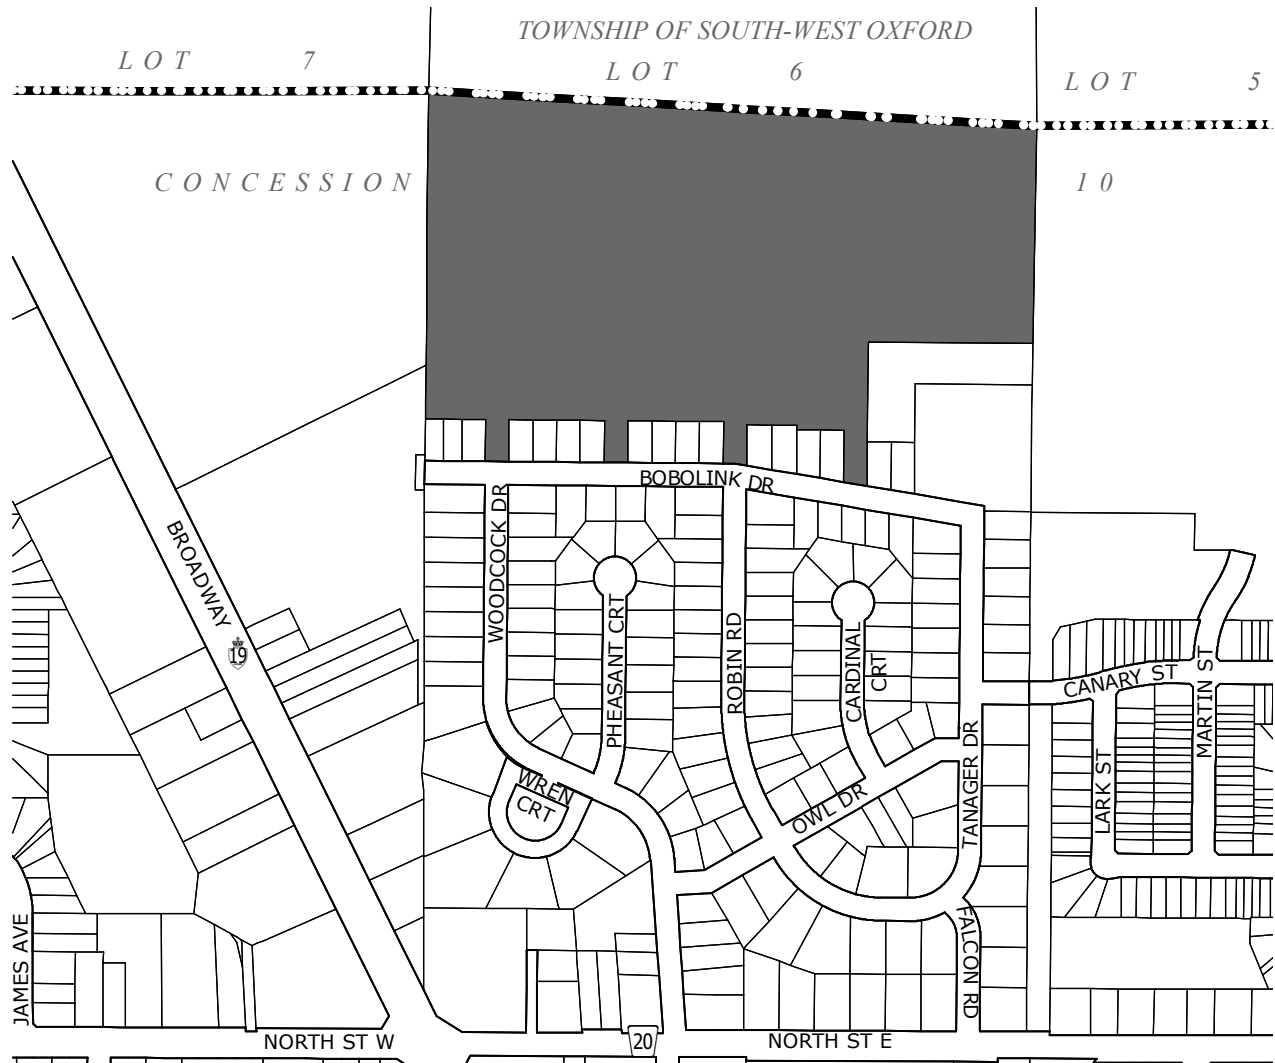 TOWNSHIP OF SOUTH-WEST OXFORD
LOT 7
LOT 6
LOT 5
CONCESSION 10
BOBOLINK DR
WOODCOCK DR
BROADWAY
19
PHEASANT CRT
ROBIN RD
CARDINAL
CRT
CANARY ST
MARTIN ST
LARK ST
TANAGER DR
WREN
CRT
OWL DR
FALCON RD
JAMES AVE
NORTH ST W
20
NORTH ST E